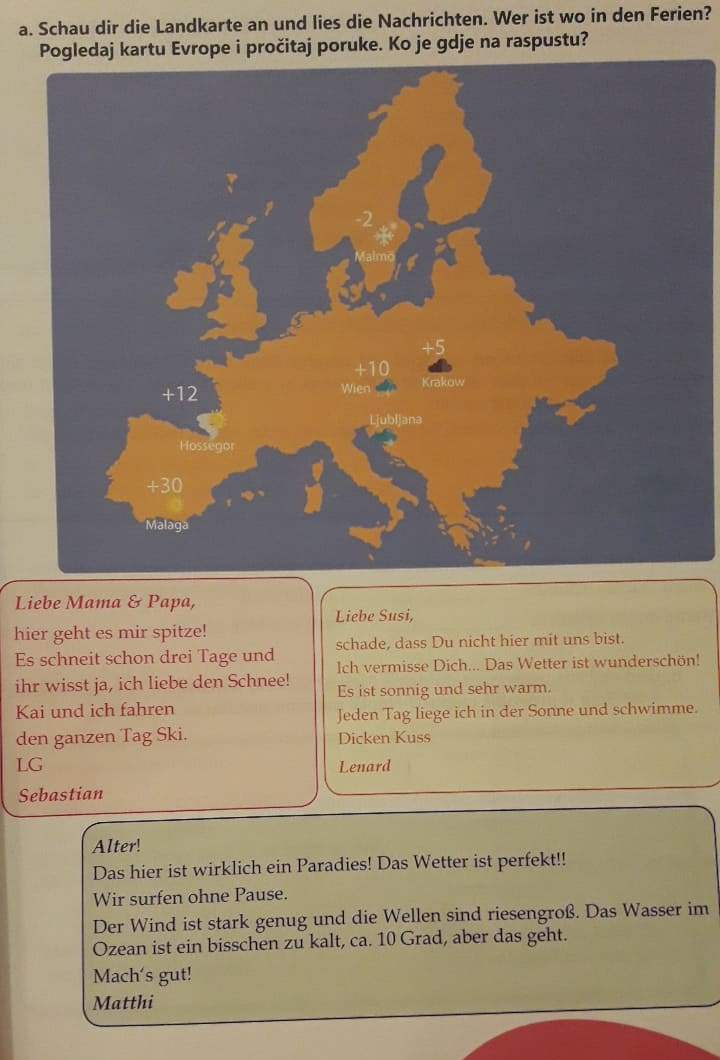 a. Schau dir die Landkarte an und lies die Nachrichten. Wer ist wo in den Ferien?
Pogledaj kartu Evrope i pročitaj poruke. Ko je gdje na raspustu?
-2
Malmö
+5
+10
Wien
Krakow
+12
Ljubljana
Hossegor
+30
Malaga
Liebe Mama & Papa,
hier geht es mir spitze!
Es schneit schon drei Tage und
ihr wisst ja, ich liebe den Schnee!
Kai und ich fahren
den ganzen Tag Ski.
LG
Sebastian
Liebe Susi,
schade, dass Du nicht hier mit uns bist.
Ich vermisse Dich... Das Wetter ist wunderschön!
Es ist sonnig und sehr warm.
Jeden Tag liege ich in der Sonne und schwimme.
Dicken Kuss
Lenard
Alter!
Das hier ist wirklich ein Paradies! Das Wetter ist perfekt!!
Wir surfen ohne Pause.
Der Wind ist stark genug und die Wellen sind riesengroß. Das Wasser im
Ozean ist ein bisschen zu kalt, ca. 10 Grad, aber das geht.
Mach's gut!
Matthi